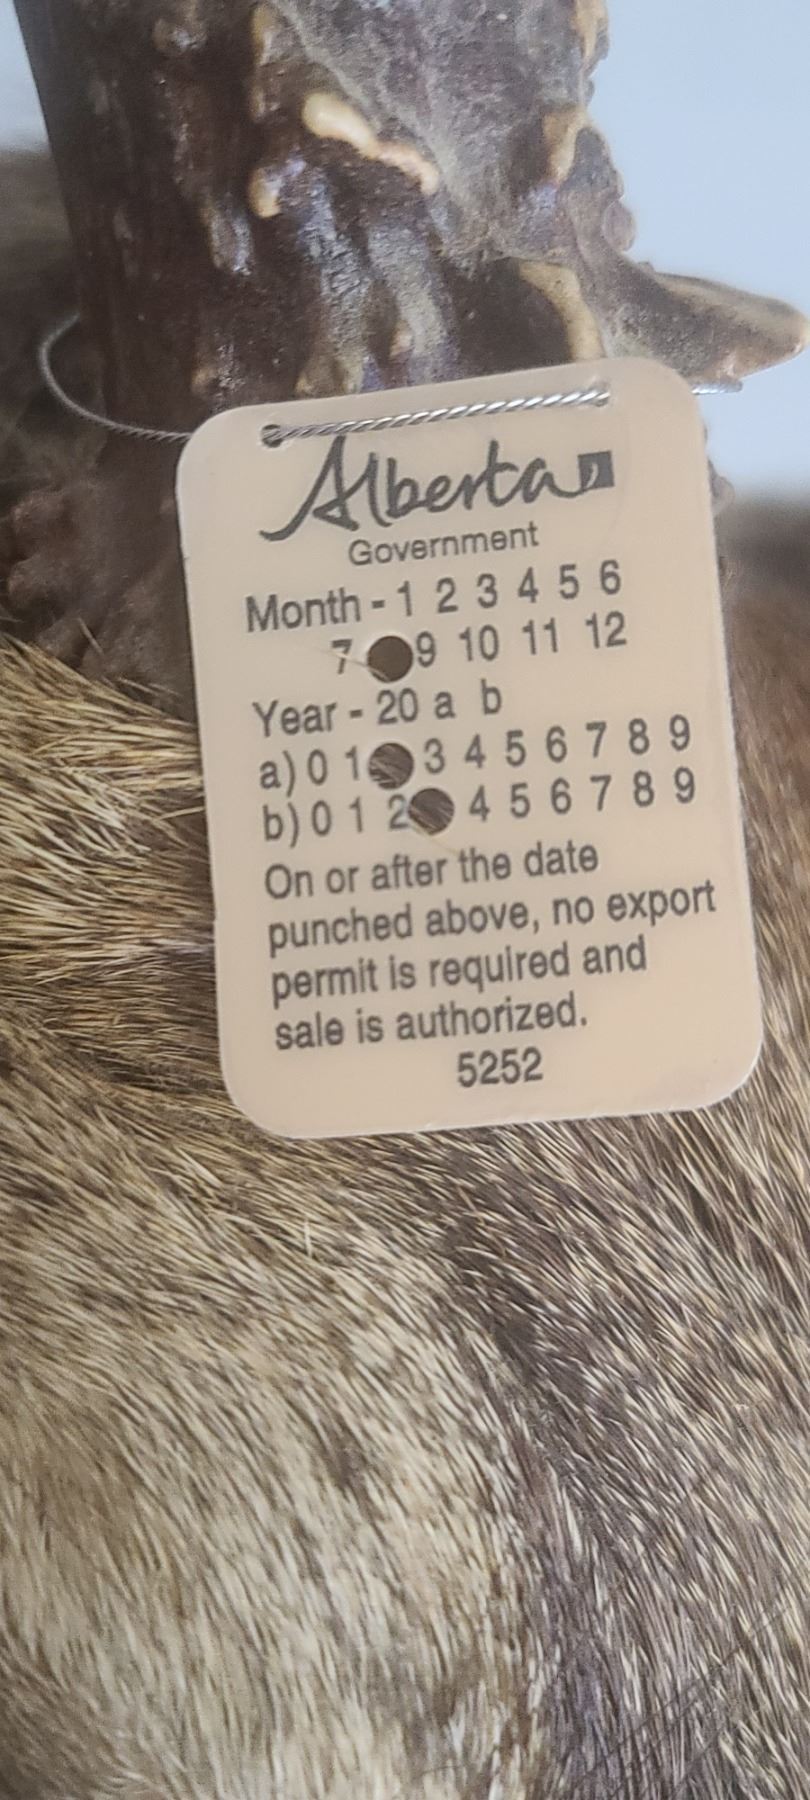 Alberta
Government
Month - 1 2 3 4 5 6
7 9 10 11 12
Year - 20 a b
a) 0 1 3 4 5 6 7 8 9
b) 0 1 2 4 5 6 7 8 9
On or after the date
punched above, no export
permit is required and
sale is authorized.
5252